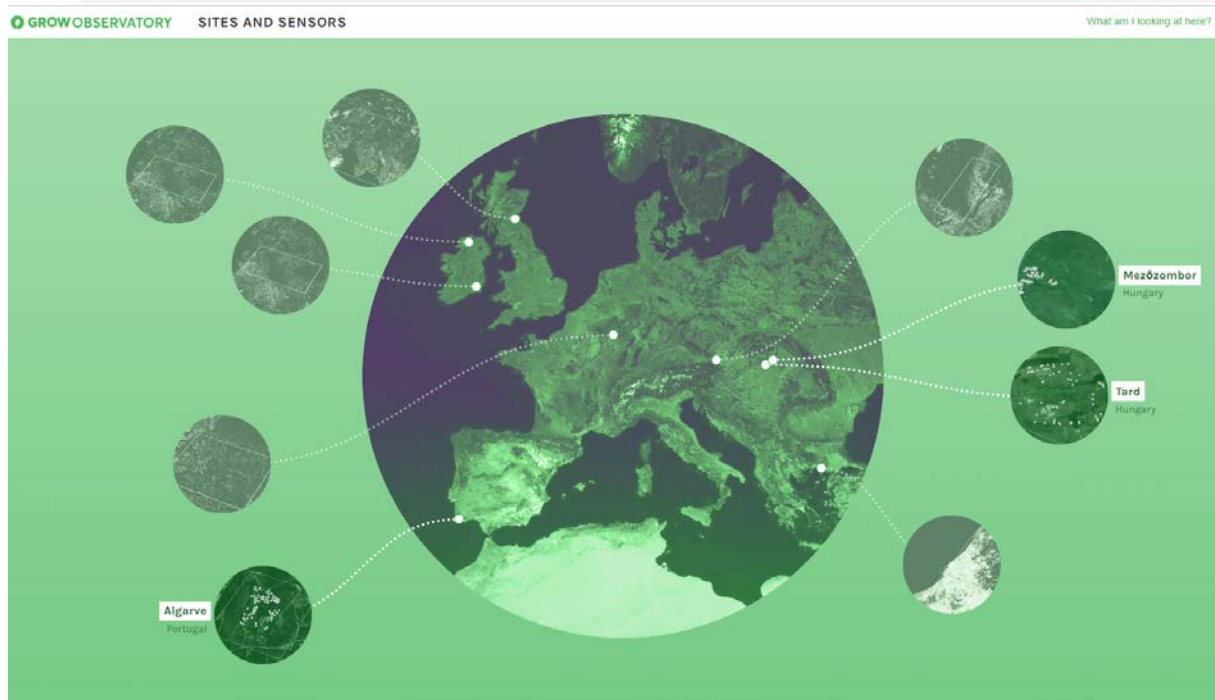 GROWOBSERVATORY SITES AND SENSORS What am I looking at here?
Mezőzombor
Hungary
Tard
Hungary
Algarve
Portugal